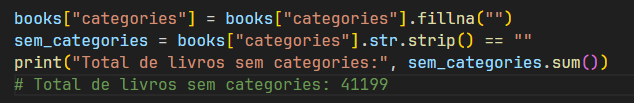 books["categories"] = books["categories"].fillna("")
sem_categories = books["categories"].str.strip() == ""
print("Total de livros sem categories:", sem_categories.sum())
# Total de livros sem categories: 41199